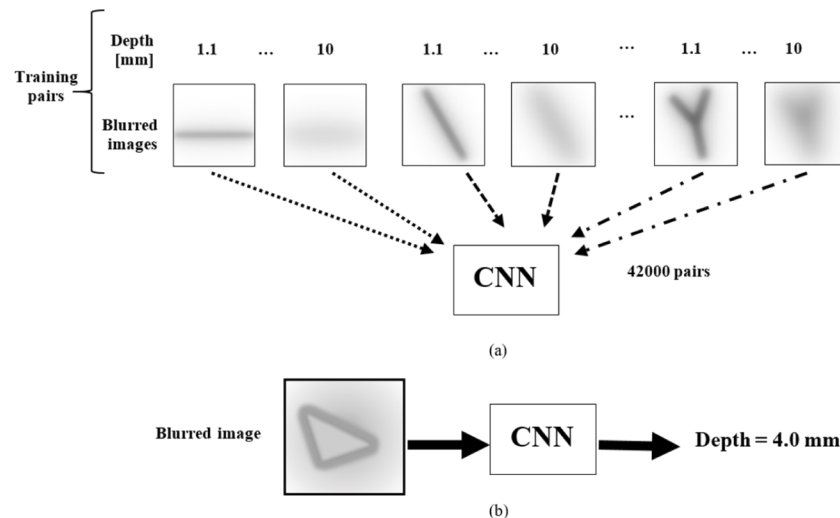 Depth
[mm]
1.1 ... 10 1.1 ... 10 ... 1.1 ... 10
Training
pairs
Blurred
images
...
CNN
42000 pairs
(a)
Blurred image
CNN
Depth = 4.0 mm
(b)